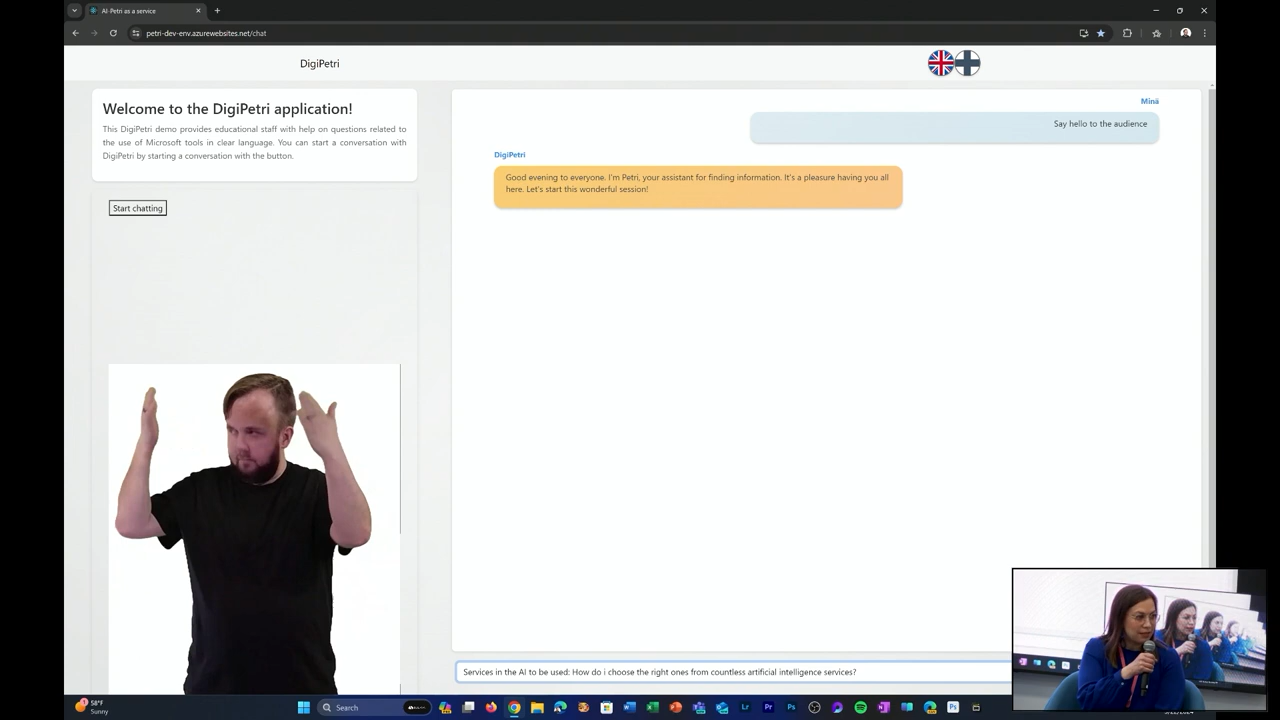 AI-Petri as a service
petri-dev-env.azurewebsites.net/chat
DigiPetri
Welcome to the DigiPetri application!
This DigiPetri demo provides educational staff with help on questions related to
the use of Microsoft tools in clear language. You can start a conversation with
DigiPetri by starting a conversation with the button.
Start chatting
Minä
Say hello to the audience
DigiPetri
Good evening to everyone. I'm Petri, your assistant for finding information. It's a pleasure having you all
here. Let's start this wonderful session!
Services in the AI to be used: How do i choose the right ones from countless artificial intelligence services?
58°F
Sunny
Search